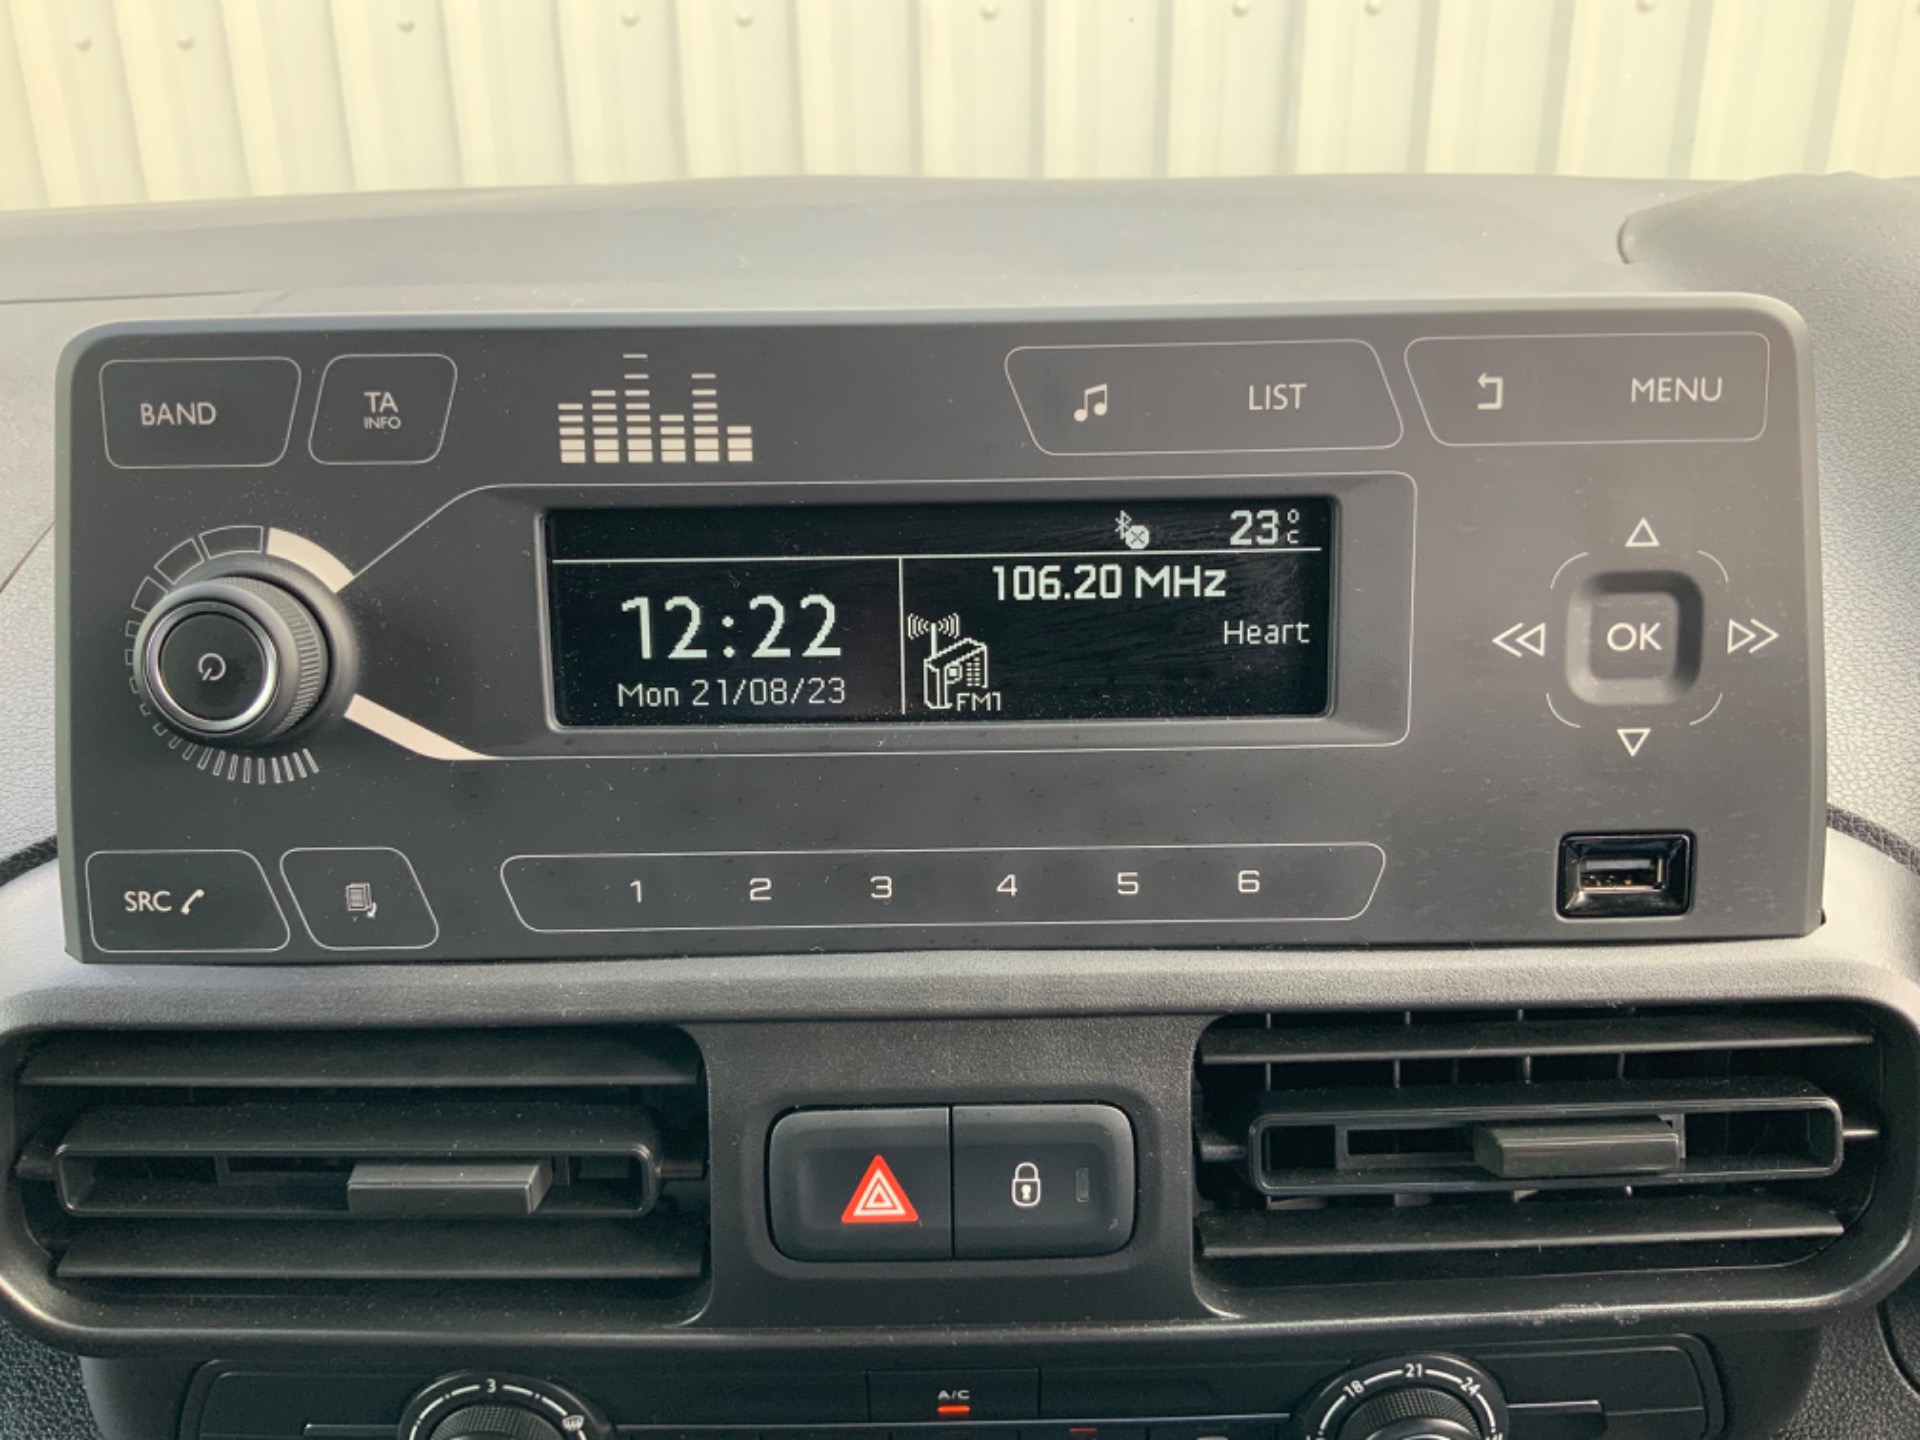 BAND
TA
INFO
LIST
MENU
23°C
106.20 MHz
12:22
Heart
Mon 21/08/23
FM1
OK
SRC
1 2 3 4 5 6
3
A/C
18 21 24